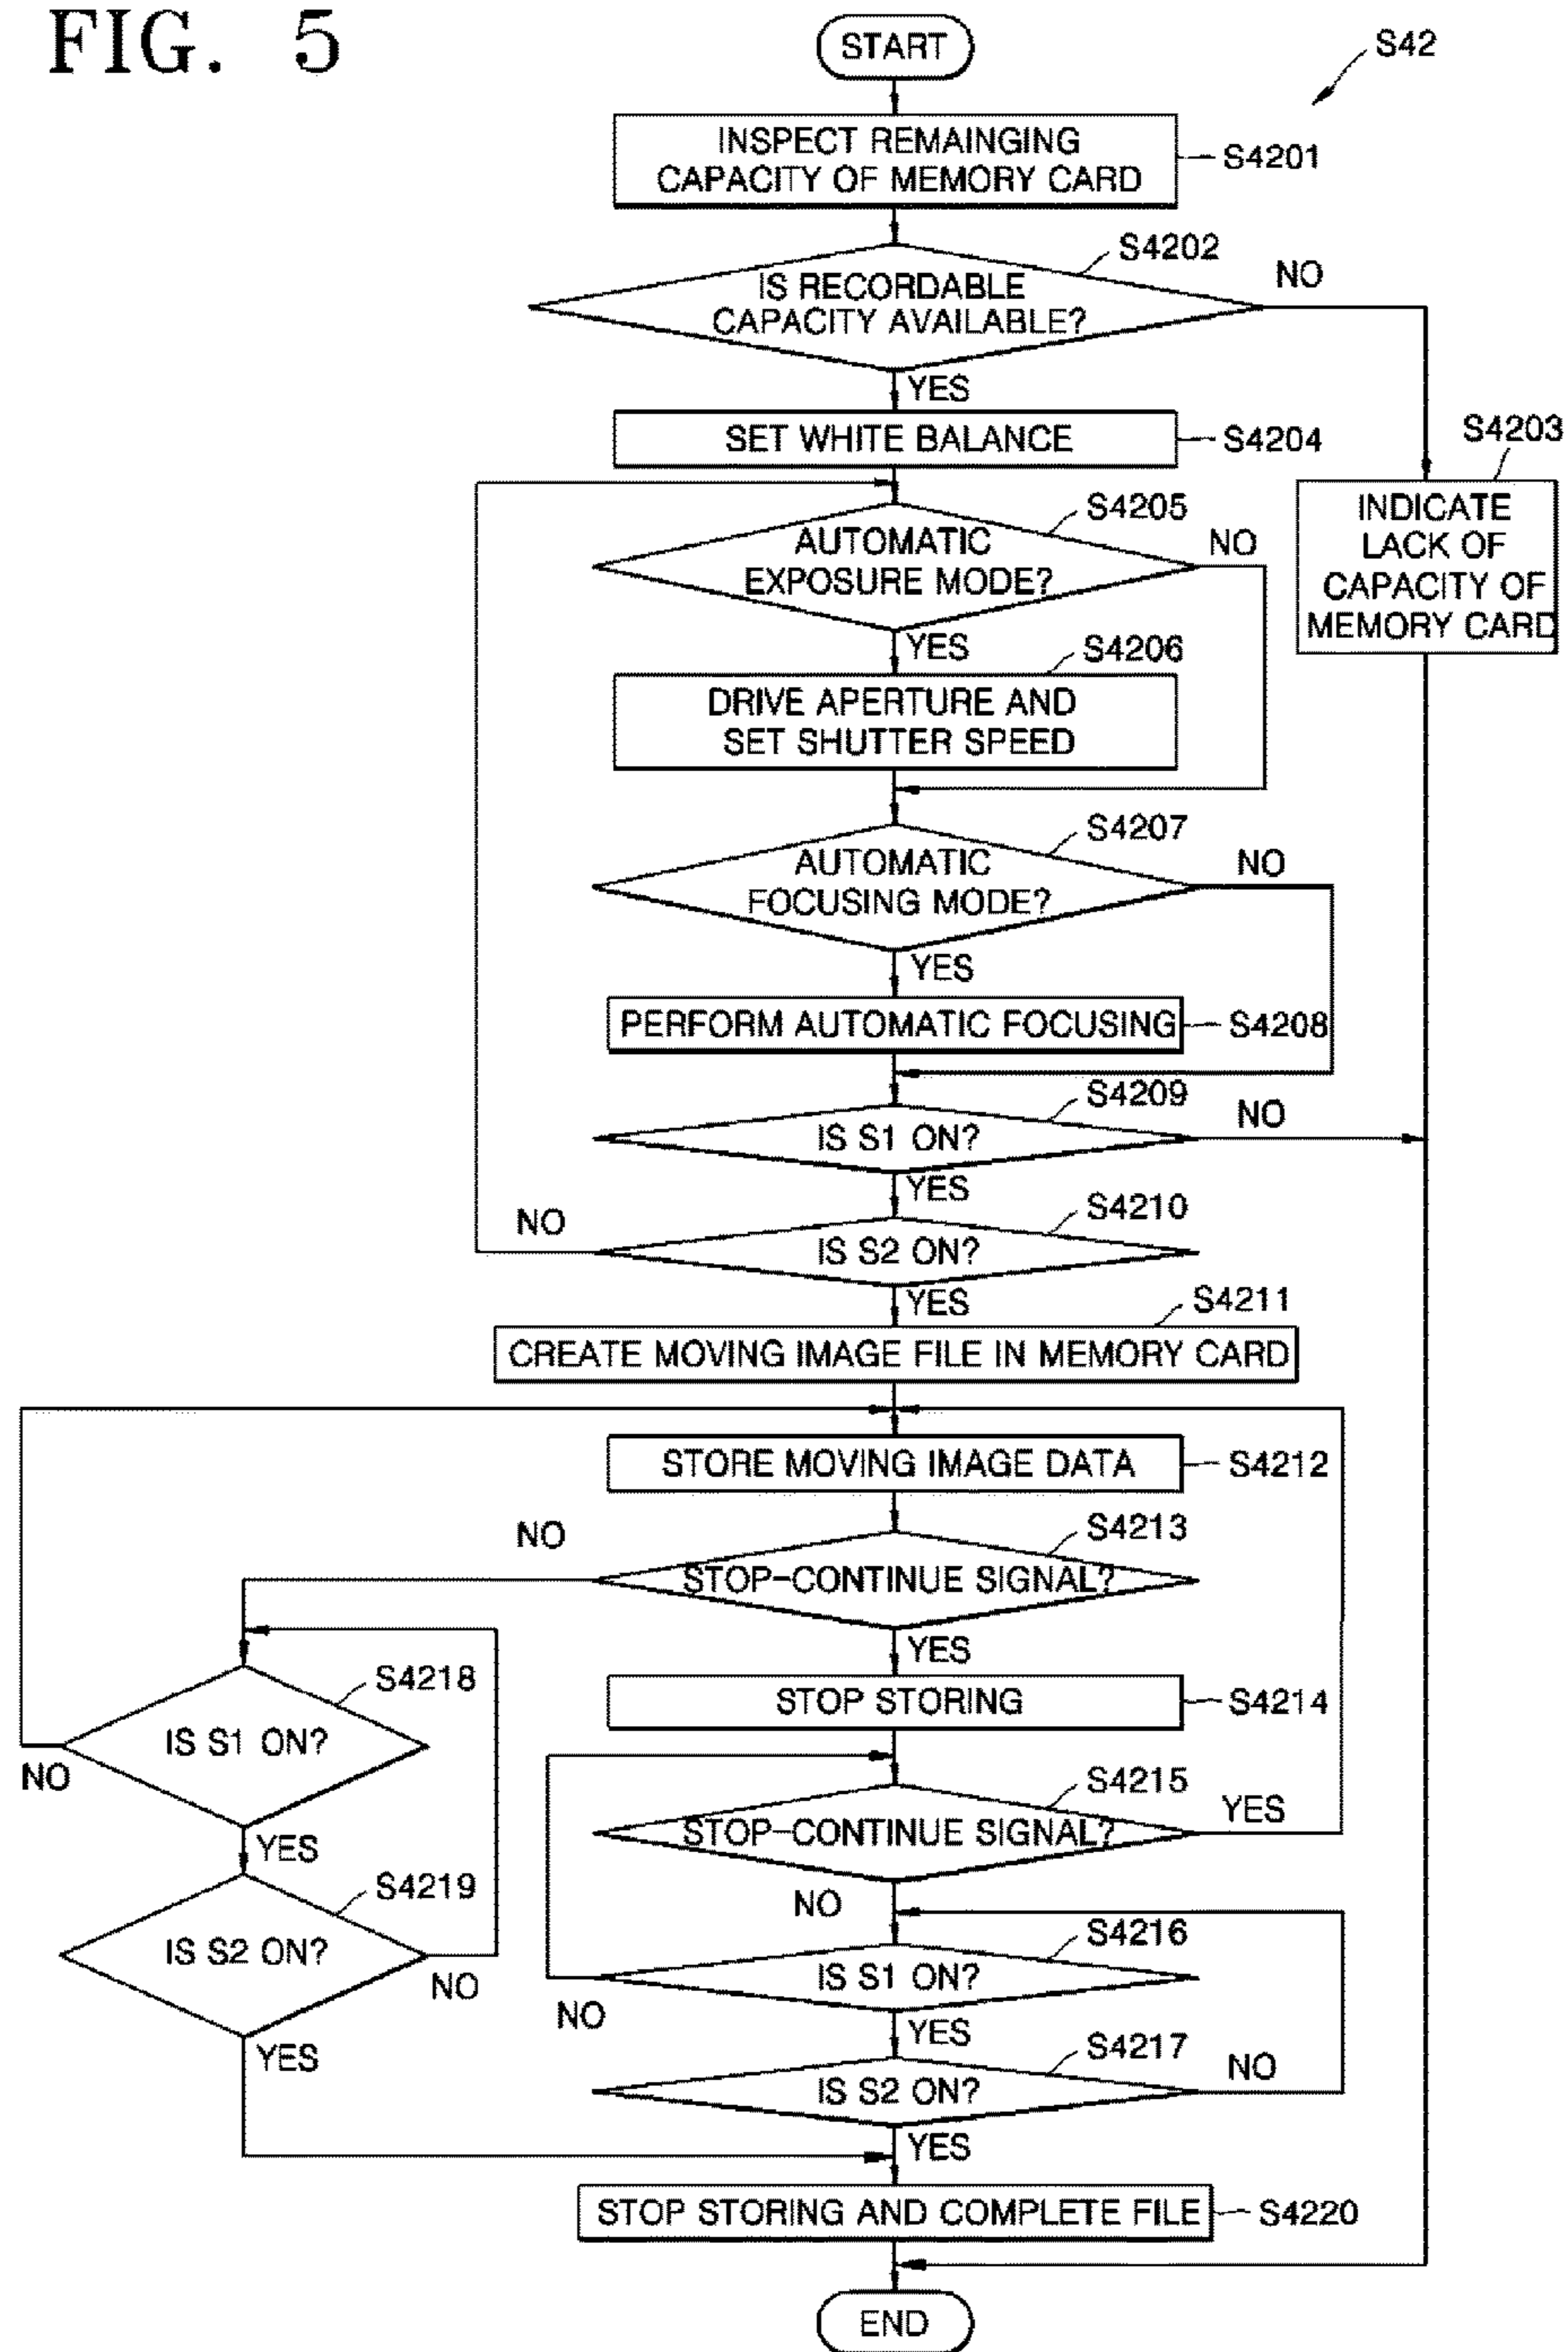 FIG. 5
START
S42
INSPECT REMAINGING
CAPACITY OF MEMORY CARD
S4201
S4202
IS RECORDABLE
CAPACITY AVAILABLE?
NO
YES
SET WHITE BALANCE
S4204
S4203
INDICATE
LACK OF
CAPACITY OF
MEMORY CARD
S4205
AUTOMATIC
EXPOSURE MODE?
NO
YES
S4206
DRIVE APERTURE AND
SET SHUTTER SPEED
S4207
AUTOMATIC
FOCUSING MODE?
NO
YES
PERFORM AUTOMATIC FOCUSING
S4208
S4209
IS S1 ON?
NO
YES
S4210
IS S2 ON?
NO
YES
S4211
CREATE MOVING IMAGE FILE IN MEMORY CARD
STORE MOVING IMAGE DATA
S4212
S4213
STOP-CONTINUE SIGNAL?
NO
YES
STOP STORING
S4214
S4218
IS S1 ON?
NO
YES
S4215
STOP-CONTINUE SIGNAL?
YES
NO
S4219
IS S2 ON?
NO
YES
S4216
IS S1 ON?
NO
YES
S4217
IS S2 ON?
NO
YES
STOP STORING AND COMPLETE FILE
S4220
END